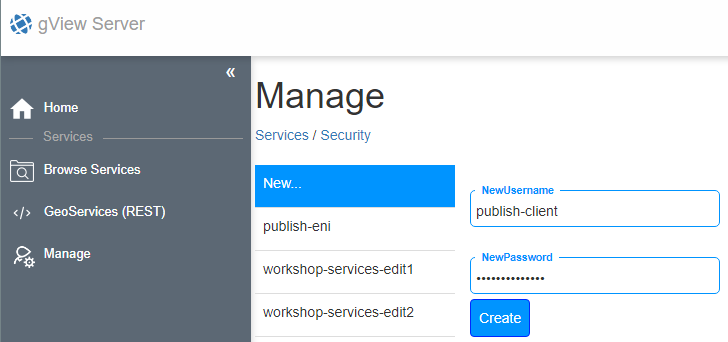 gView Server
«
Home
Services
Browse Services
</> GeoServices (REST)
Manage
Manage
Services / Security
New...
publish-eni
workshop-services-edit1
workshop-services-edit2
NewUsername
publish-client
NewPassword
••••••••••••••
Create